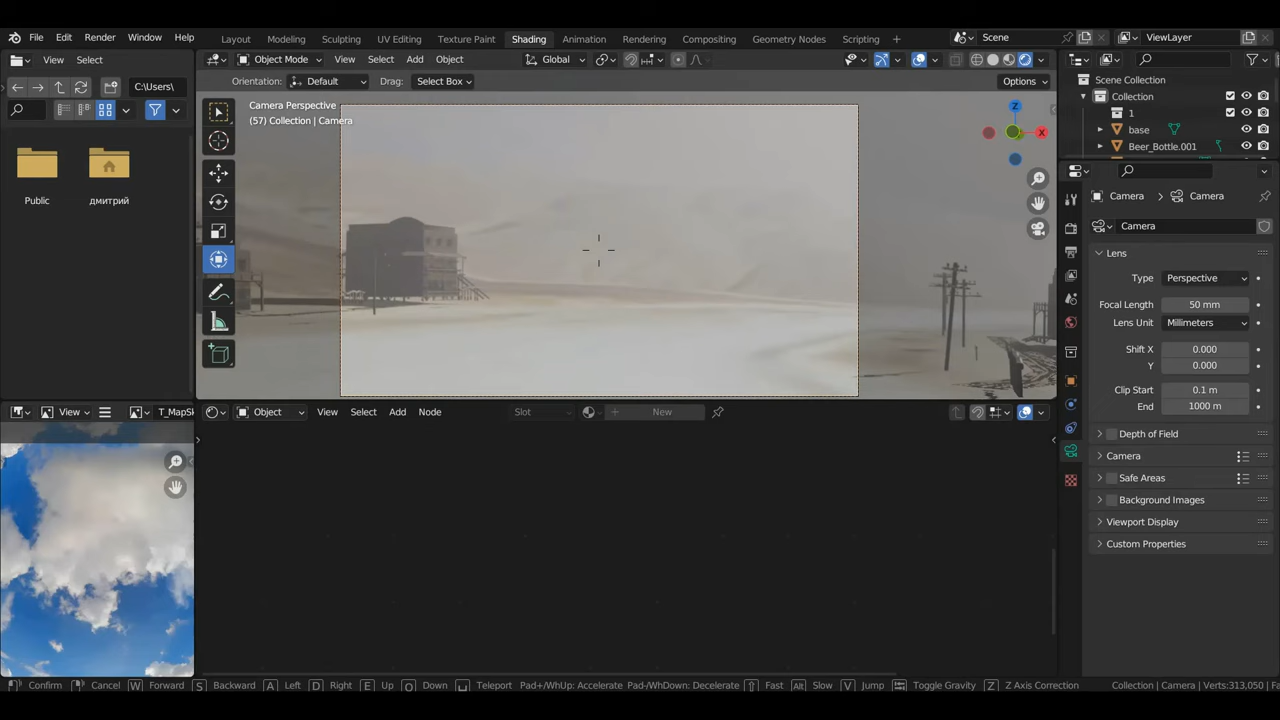 File Edit Render Window Help
Layout Modeling Sculpting UV Editing Texture Paint Shading Animation Rendering Compositing Geometry Nodes Scripting
Scene
ViewLayer
View Select
C:\Users\
Public
дмитрий
Object Mode View Select Add Object
Global
Orientation: Default Drag: Select Box
Options
Camera Perspective
(57) Collection | Camera
Z
X
Scene Collection
Collection
1
base
Beer_Bottle.001
Camera > Camera
Camera
Lens
Type Perspective
Focal Length 50 mm
Lens Unit Millimeters
Shift X 0.000
Y 0.000
Clip Start 0.1 m
End 1000 m
Depth of Field
Camera
Safe Areas
Background Images
Viewport Display
Custom Properties
View
T_MapSk
Object View Select Add Node
Slot
New
Confirm Cancel W Forward S Backward A Left D Right E Up Q Down Teleport Pad+/WhUp: Accelerate Pad-/WhDown: Decelerate Fast Alt Slow V Jump Toggle Gravity Z Z Axis Correction
Collection | Camera | Verts:313,050 | Fa